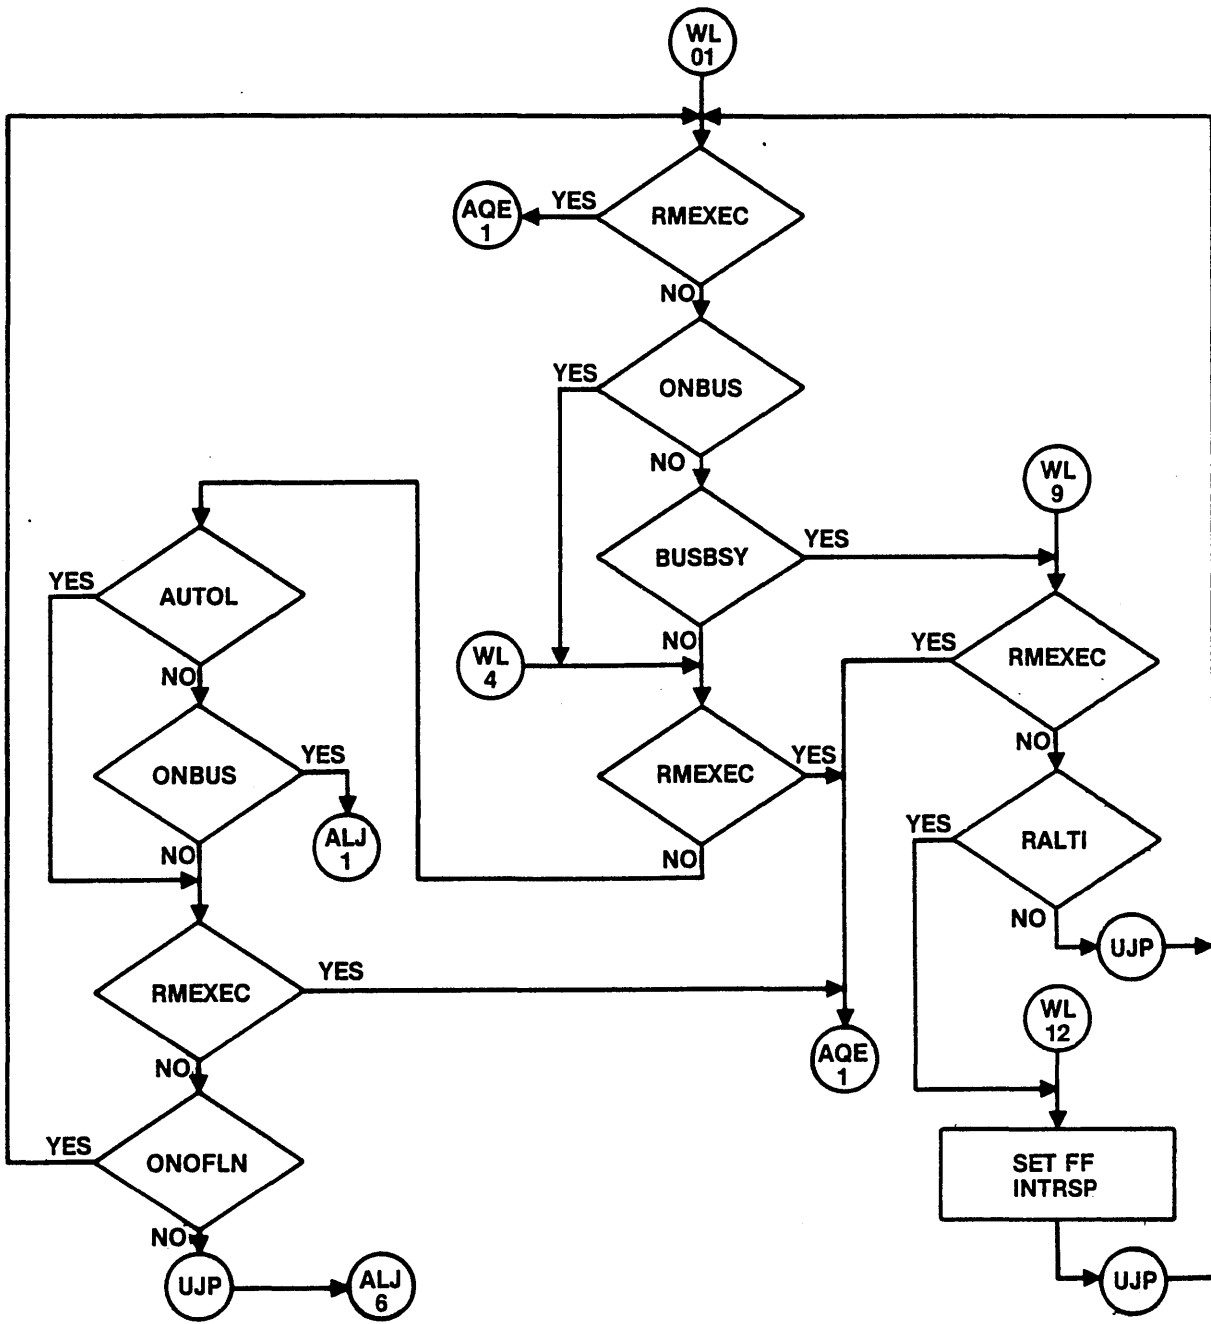 WL
01
YES
AQE
1
RMEXEC
NO
YES
ONBUS
NO
WL
9
BUSBSY
YES
YES
AUTOL
NO
NO
WL
4
YES
RMEXEC
NO
ONBUS
YES
RMEXEC
YES
NO
YES
RALTI
ALJ
1
NO
NO
NO
UJP
RMEXEC
YES
WL
12
NO
AQE
1
YES
ONOFLN
SET FF
INTRSP
NO
UJP
ALJ
6
UJP